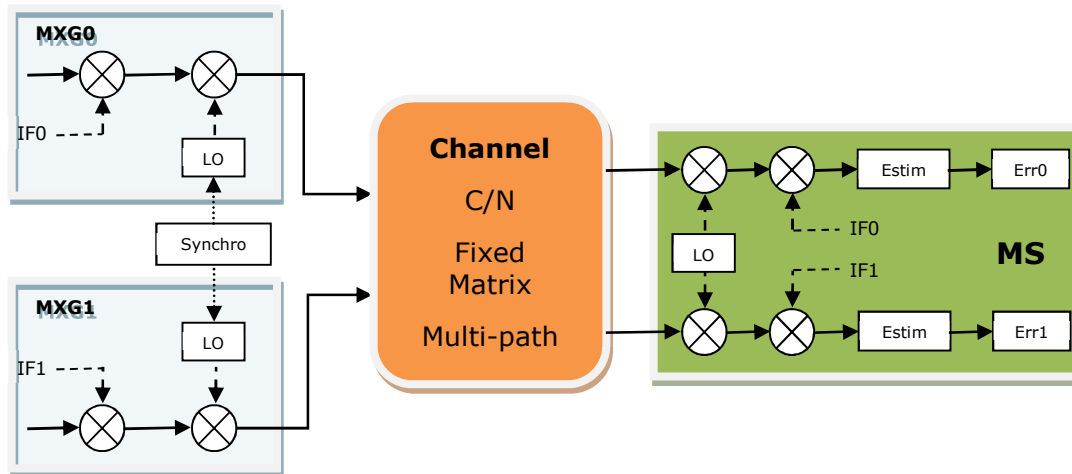 MXG0
IF0
LO
Synchro
MXG1
LO
IF1
Channel
C/N
Fixed
Matrix
Multi-path
Estim
Err0
IF0
LO
MS
IF1
Estim
Err1